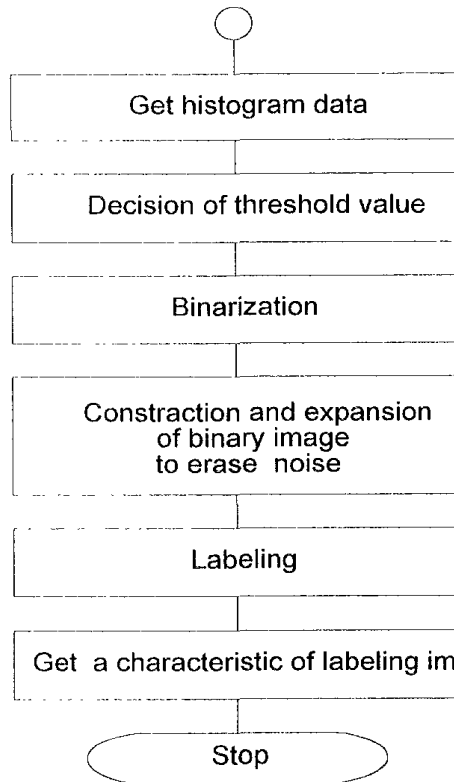 Get histogram data
Decision of threshold value
Binarization
Constraction and expansion
of binary image
to erase noise
Labeling
Get a characteristic of labeling im
Stop